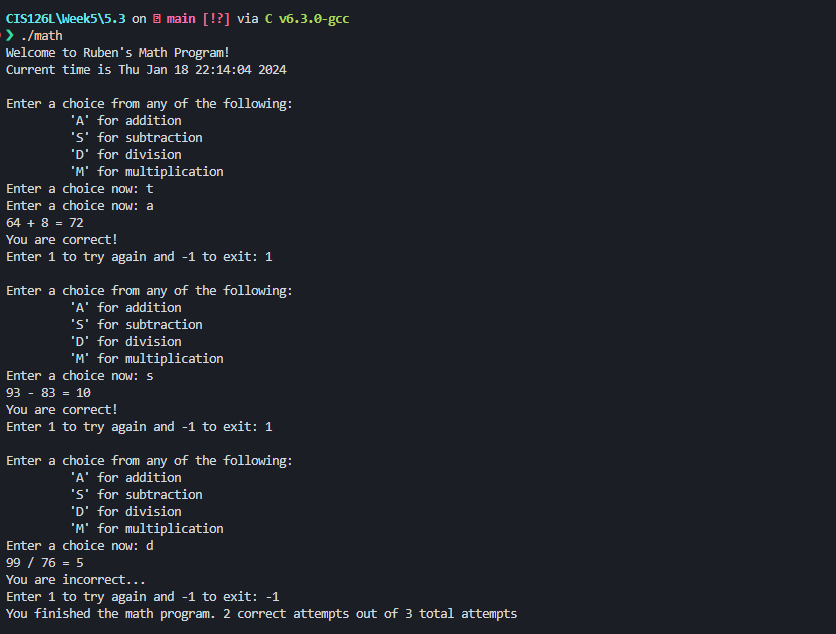 CIS126L\Week5\5.3 on main [!?] via C v6.3.0-gcc
❯ ./math
Welcome to Ruben's Math Program!
Current time is Thu Jan 18 22:14:04 2024
Enter a choice from any of the following:
'A' for addition
'S' for subtraction
'D' for division
'M' for multiplication
Enter a choice now: t
Enter a choice now: a
64 + 8 = 72
You are correct!
Enter 1 to try again and -1 to exit: 1
Enter a choice from any of the following:
'A' for addition
'S' for subtraction
'D' for division
'M' for multiplication
Enter a choice now: s
93 - 83 = 10
You are correct!
Enter 1 to try again and -1 to exit: 1
Enter a choice from any of the following:
'A' for addition
'S' for subtraction
'D' for division
'M' for multiplication
Enter a choice now: d
99 / 76 = 5
You are incorrect...
Enter 1 to try again and -1 to exit: -1
You finished the math program. 2 correct attempts out of 3 total attempts